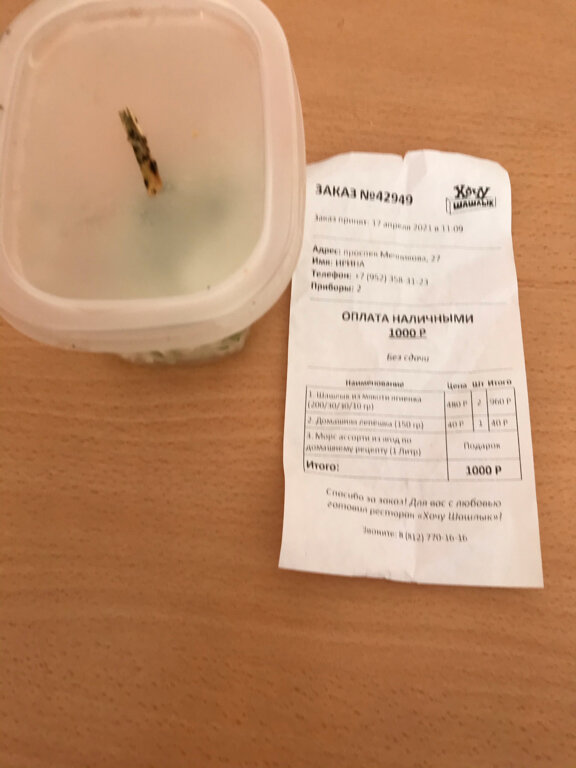 ЗАКАЗ №42949
ХОЧУ
ШАШЛЫК
Заказ принят: 17 апреля 2021 в 11:09
Адрес: проспект Мечникова, 27
Имя: ИРИНА
Телефон: +7 (952) 358-31-23
Приборы: 2
ОПЛАТА НАЛИЧНЫМИ
1000 Р
Без сдачи
Наименование Цена Шт Итого
1. Шашлык из мякоти ягненка
(200/30/30/10 гр) 480 Р 2 960 Р
2. Домашняя лепёшка (150 гр) 40 Р 1 40 Р
3. Морс ассорти из ягод по
домашнему рецепту (1 Литр) Подарок
Итого: 1000 Р
Спасибо за заказ! Для вас с любовью
готовил ресторан «Хочу Шашлык»!
Звоните: 8 (812) 770-16-16